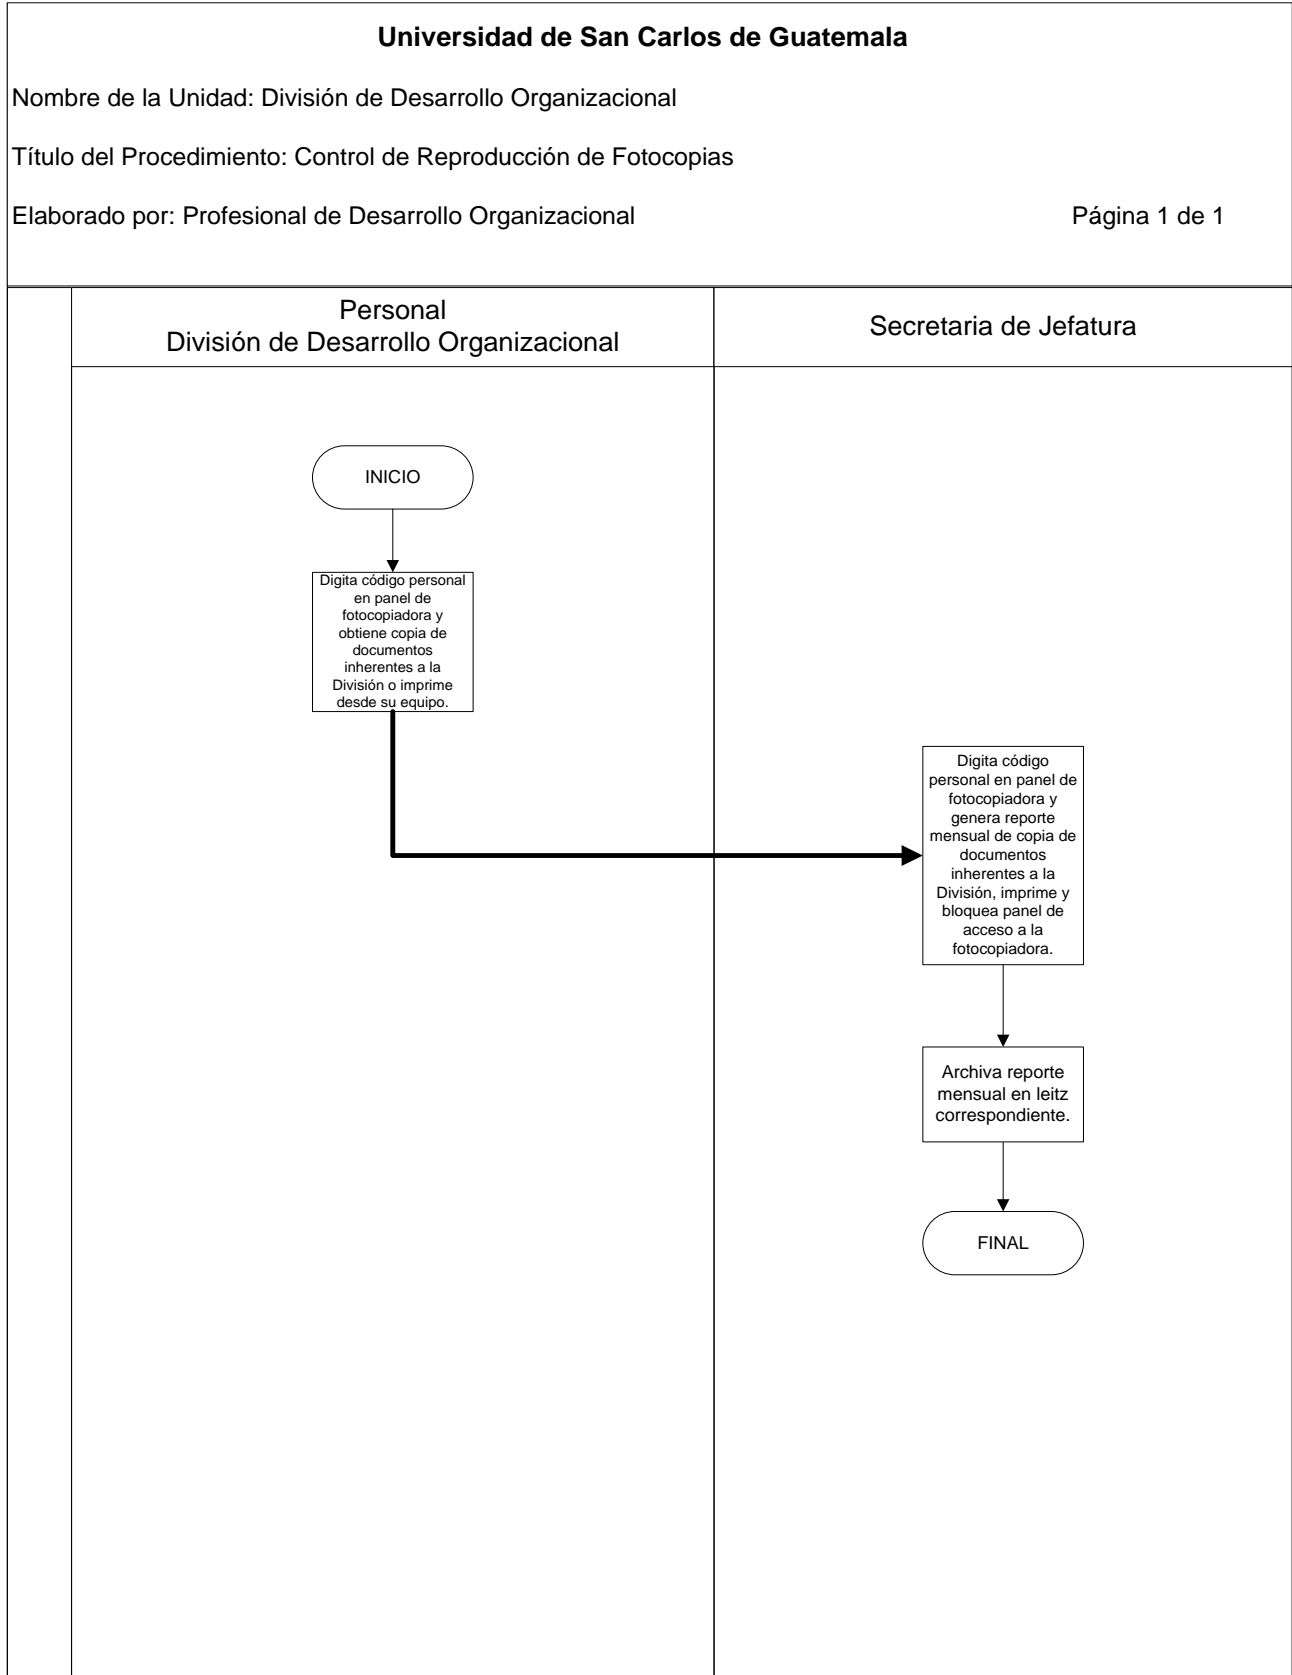 Universidad de San Carlos de Guatemala
Nombre de la Unidad: División de Desarrollo Organizacional
Título del Procedimiento: Control de Reproducción de Fotocopias
Elaborado por: Profesional de Desarrollo Organizacional Página 1 de 1
Personal
División de Desarrollo Organizacional
Secretaria de Jefatura
INICIO
Digita código personal
en panel de
fotocopiadora y
obtiene copia de
documentos
inherentes a la
División o imprime
desde su equipo.
Digita código
personal en panel de
fotocopiadora y
genera reporte
mensual de copia de
documentos
inherentes a la
División, imprime y
bloquea panel de
acceso a la
fotocopiadora.
Archiva reporte
mensual en leitz
correspondiente.
FINAL